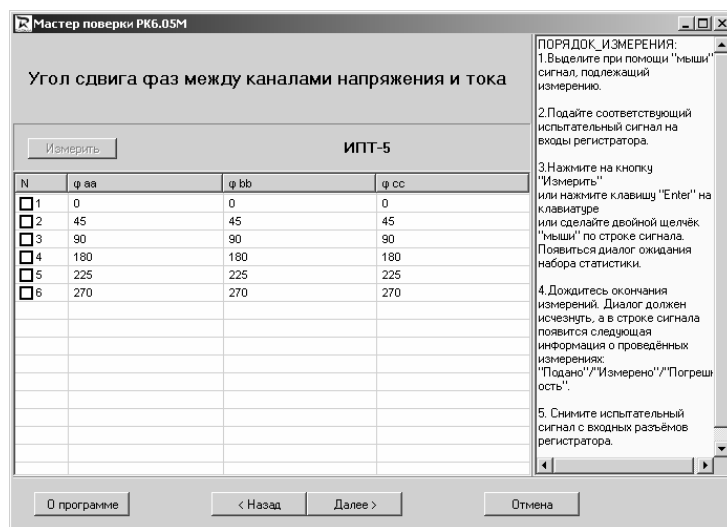 Мастер поверки РК6.05М
Угол сдвига фаз между каналами напряжения и тока
Измерить
ИПТ-5
N φ aa φ bb φ cc
1 0 0 0
2 45 45 45
3 90 90 90
4 180 180 180
5 225 225 225
6 270 270 270
ПОРЯДОК_ИЗМЕРЕНИЯ:
1.Выделите при помощи "мыши"
сигнал, подлежащий
измерению.
2.Подайте соответствующий
испытательный сигнал на
входы регистратора.
3.Нажмите на кнопку
"Измерить"
или нажмите клавишу "Enter" на
клавиатуре
или сделайте двойной щелчёк
"мыши" по строке сигнала.
Появиться диалог ожидания
набора статистики.
4.Дождитесь окончания
измерений. Диалог должен
исчезнуть, а в строке сигнала
появится следующая
информация о проведённых
измерениях:
"Подано"/"Измерено"/"Погрешн
ость".
5. Снимите испытательный
сигнал с входных разъёмов
регистратора.
О программе
< Назад
Далее >
Отмена